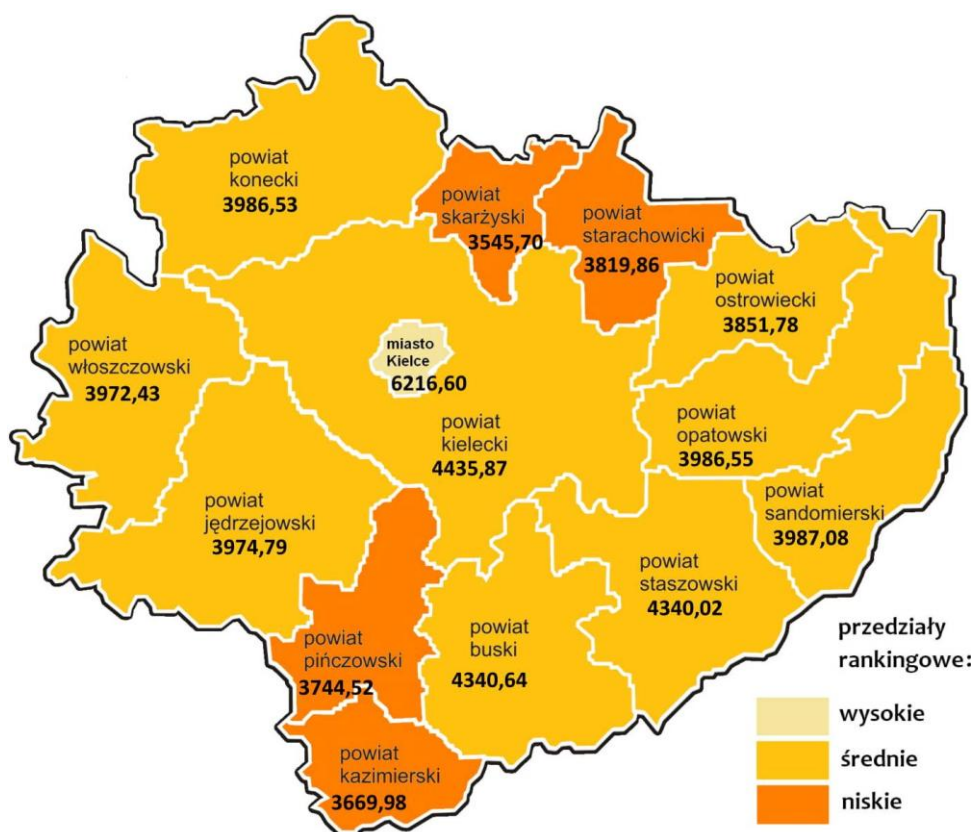 powiat
konecki
3986,53
powiat
skarżyski
3545,70
powiat
starachowicki
3819,86
powiat
ostrowiecki
3851,78
powiat
włoszczowski
3972,43
miasto
Kielce
6216,60
powiat
kielecki
4435,87
powiat
opatowski
3986,55
powiat
sandomierski
3987,08
powiat
jędrzejowski
3974,79
powiat
staszowski
4340,02
powiat
pińczowski
3744,52
powiat
buski
4340,64
powiat
kazimierski
3669,98
przedziały
rankingowe:
wysokie
średnie
niskie